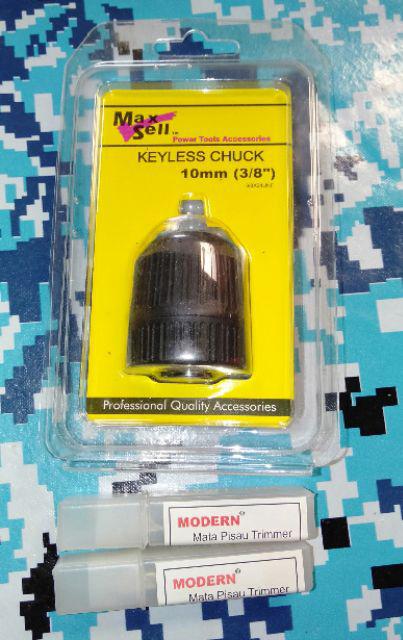 Max
Sell™
Power Tools Accessories
KEYLESS CHUCK
10mm (3/8")
Professional Quality Accessories
MODERN®
Mata Pisau Trimmer
MODERN®
Mata Pisau Trimmer